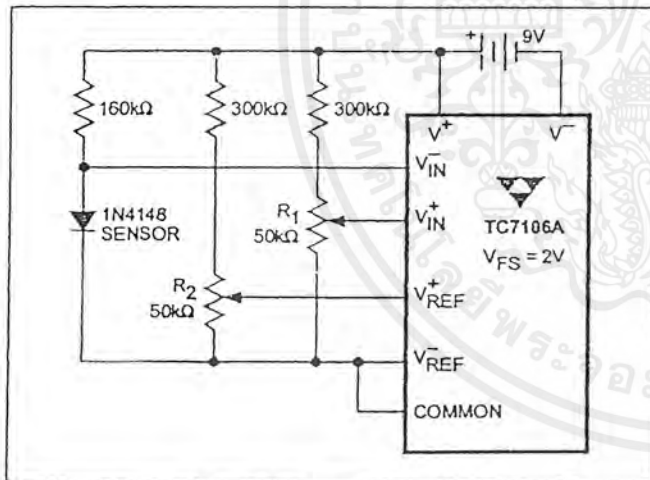 +
9V
160kΩ
300kΩ
300kΩ
V+
V−
V−IN
1N4148
SENSOR
R1
50kΩ
V+IN
TC7106A
VFS = 2V
R2
50kΩ
V+REF
V−REF
COMMON